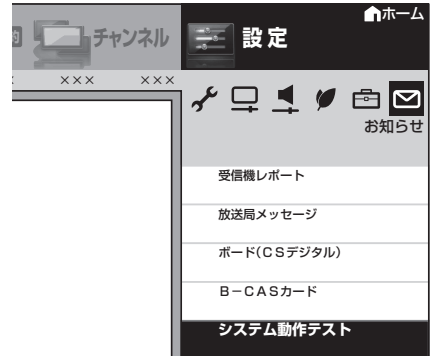 ホーム
チャンネル
設定
××× ×××
お知らせ
受信機レポート
放送局メッセージ
ボード(CSデジタル)
B-CASカード
システム動作テスト